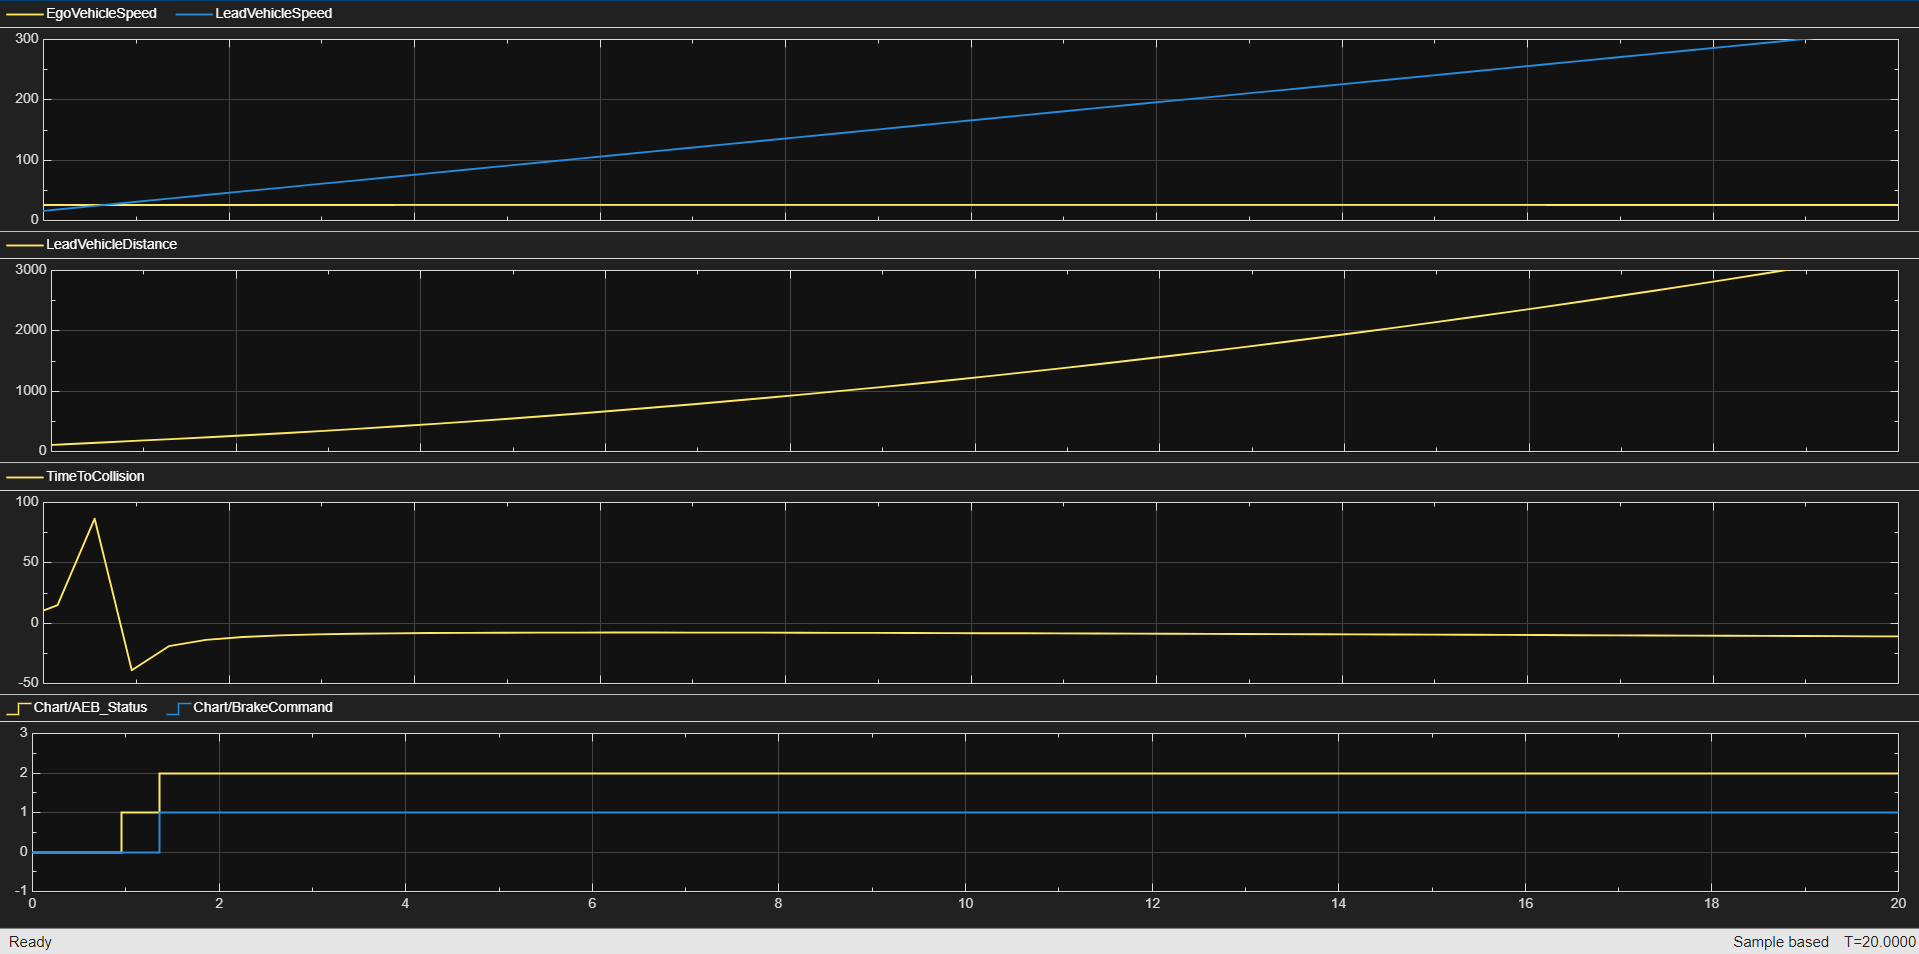 EgoVehicleSpeed LeadVehicleSpeed
300
200
100
0
LeadVehicleDistance
3000
2000
1000
0
TimeToCollision
100
50
0
-50
Chart/AEB_Status Chart/BrakeCommand
3
2
1
0
-1
0 2 4 6 8 10 12 14 16 18 20
Ready Sample based T=20.0000